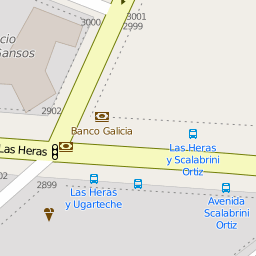 3000
3001
2999
cio
Gansos
2902
Banco Galicia
Las Heras
Las Heras
y Scalabrini
Ortiz
2899
Las Heras
y Ugarteche
Avenida
Scalabrini
Ortiz